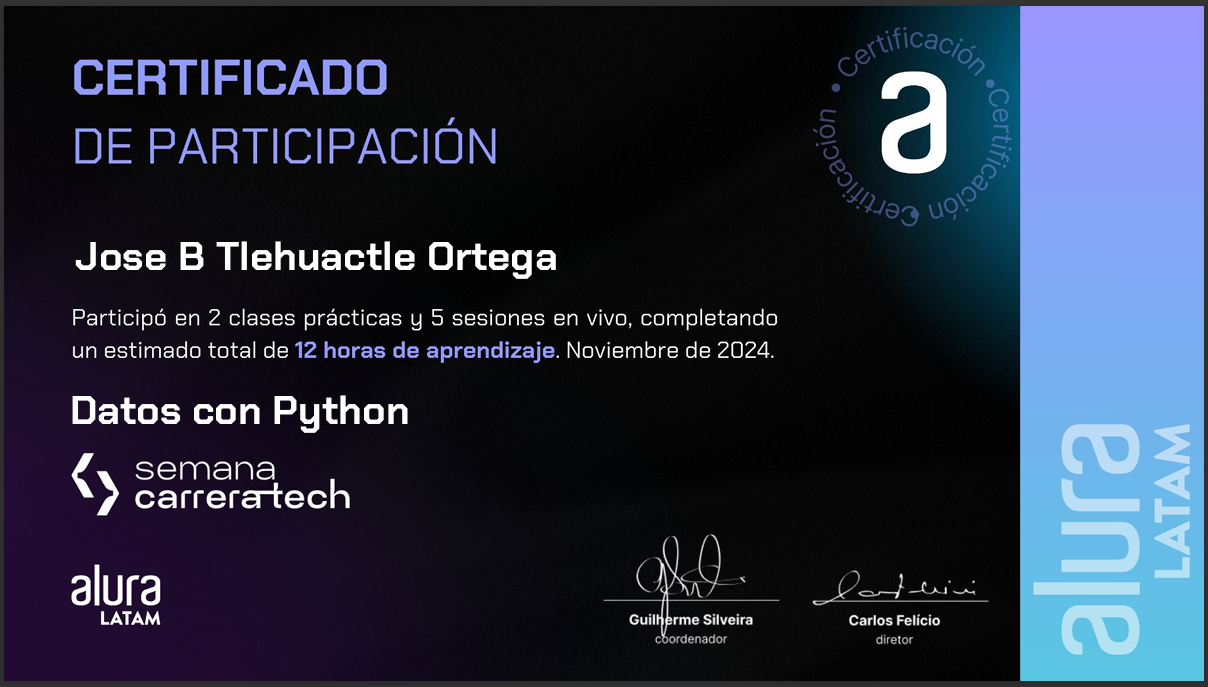 CERTIFICADO
DE PARTICIPACIÓN
Certificación • Certificación • Certificación •
a
Jose B Tlehuactle Ortega
Participó en 2 clases prácticas y 5 sesiones en vivo, completando
un estimado total de 12 horas de aprendizaje. Noviembre de 2024.
Datos con Python
semana
carreratech
alura
LATAM
Guilherme Silveira
coordenador
Carlos Felício
diretor
alura
LATAM